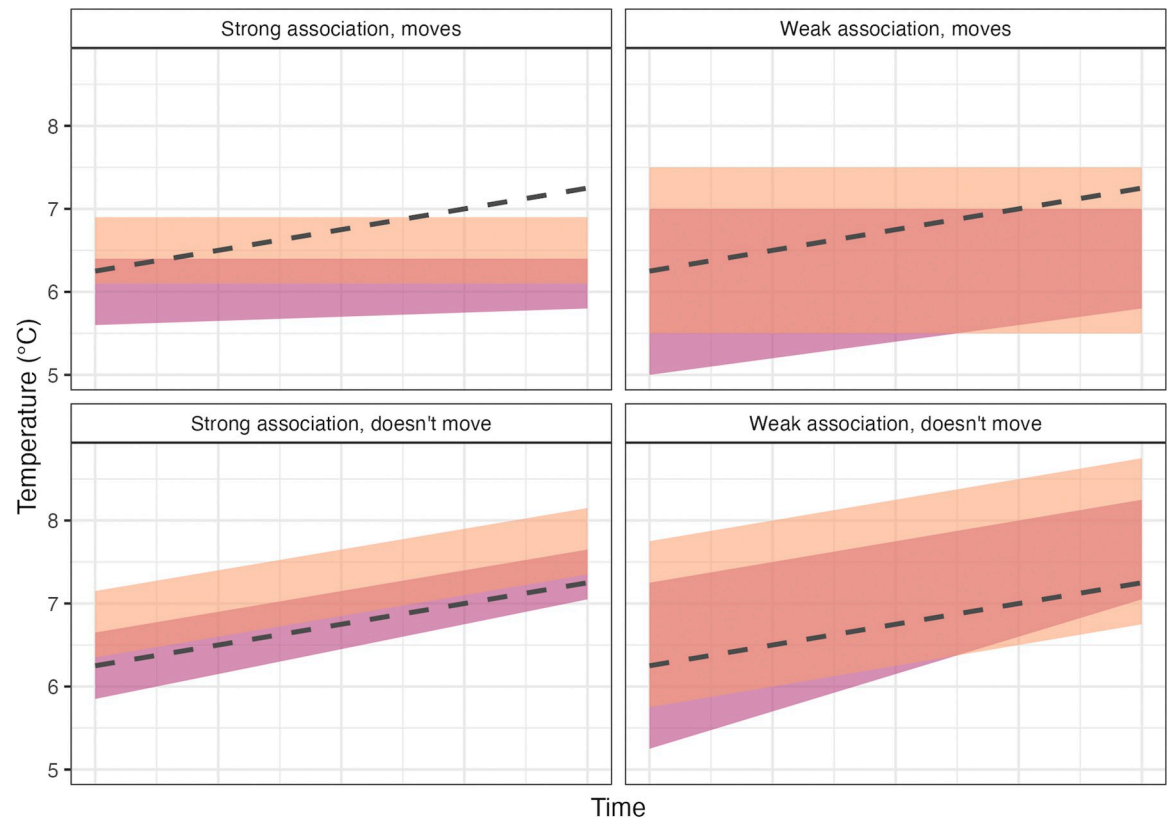 Strong association, moves
Weak association, moves
8
7
6
5
Strong association, doesn't move
Weak association, doesn't move
8
7
6
5
Temperature (°C)
Time